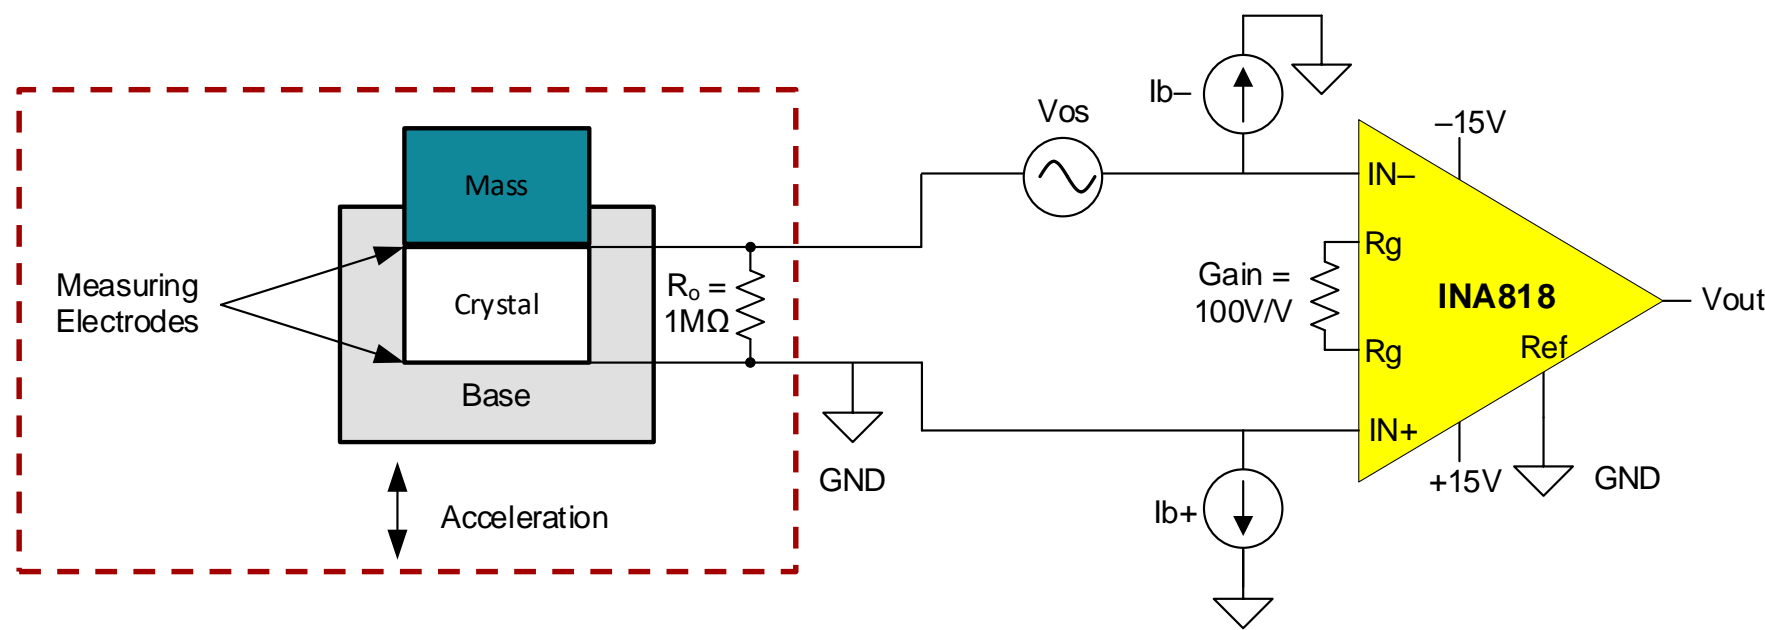 Mass
Measuring
Electrodes
Crystal
Base
Acceleration
Rₒ =
1MΩ
GND
Vos
Ib–
Ib+
Gain =
100V/V
–15V
IN–
Rg
INA818
Rg
Ref
IN+
+15V
Vout
GND